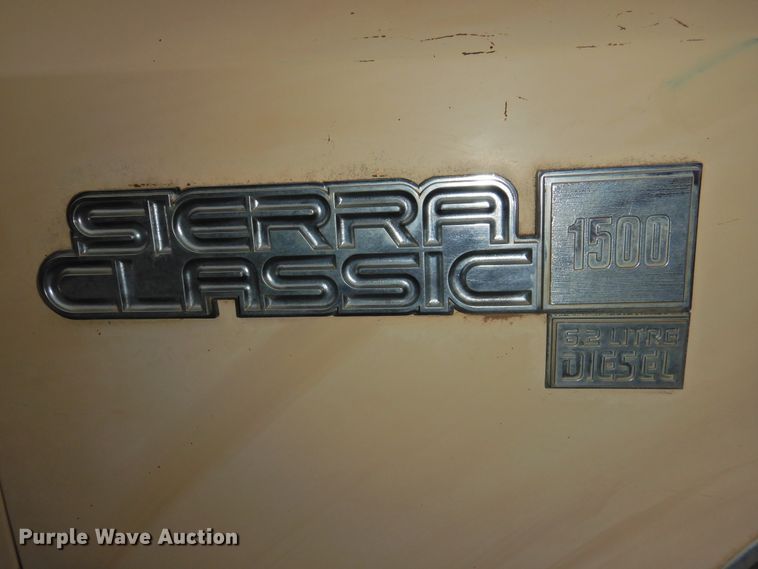 SIERRA
CLASSIC
1500
6.2 LITRE
DIESEL
Purple Wave Auction